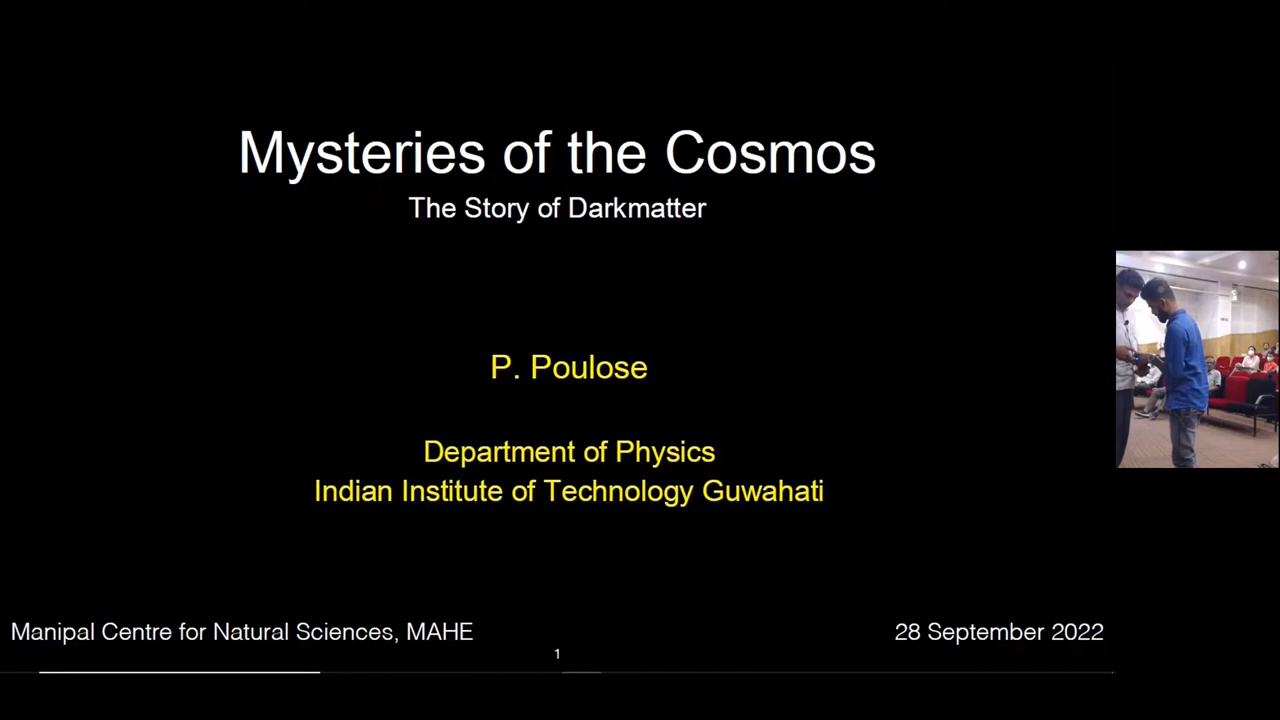 Mysteries of the Cosmos
The Story of Darkmatter
P. Poulose
Department of Physics
Indian Institute of Technology Guwahati
Manipal Centre for Natural Sciences, MAHE
28 September 2022
1